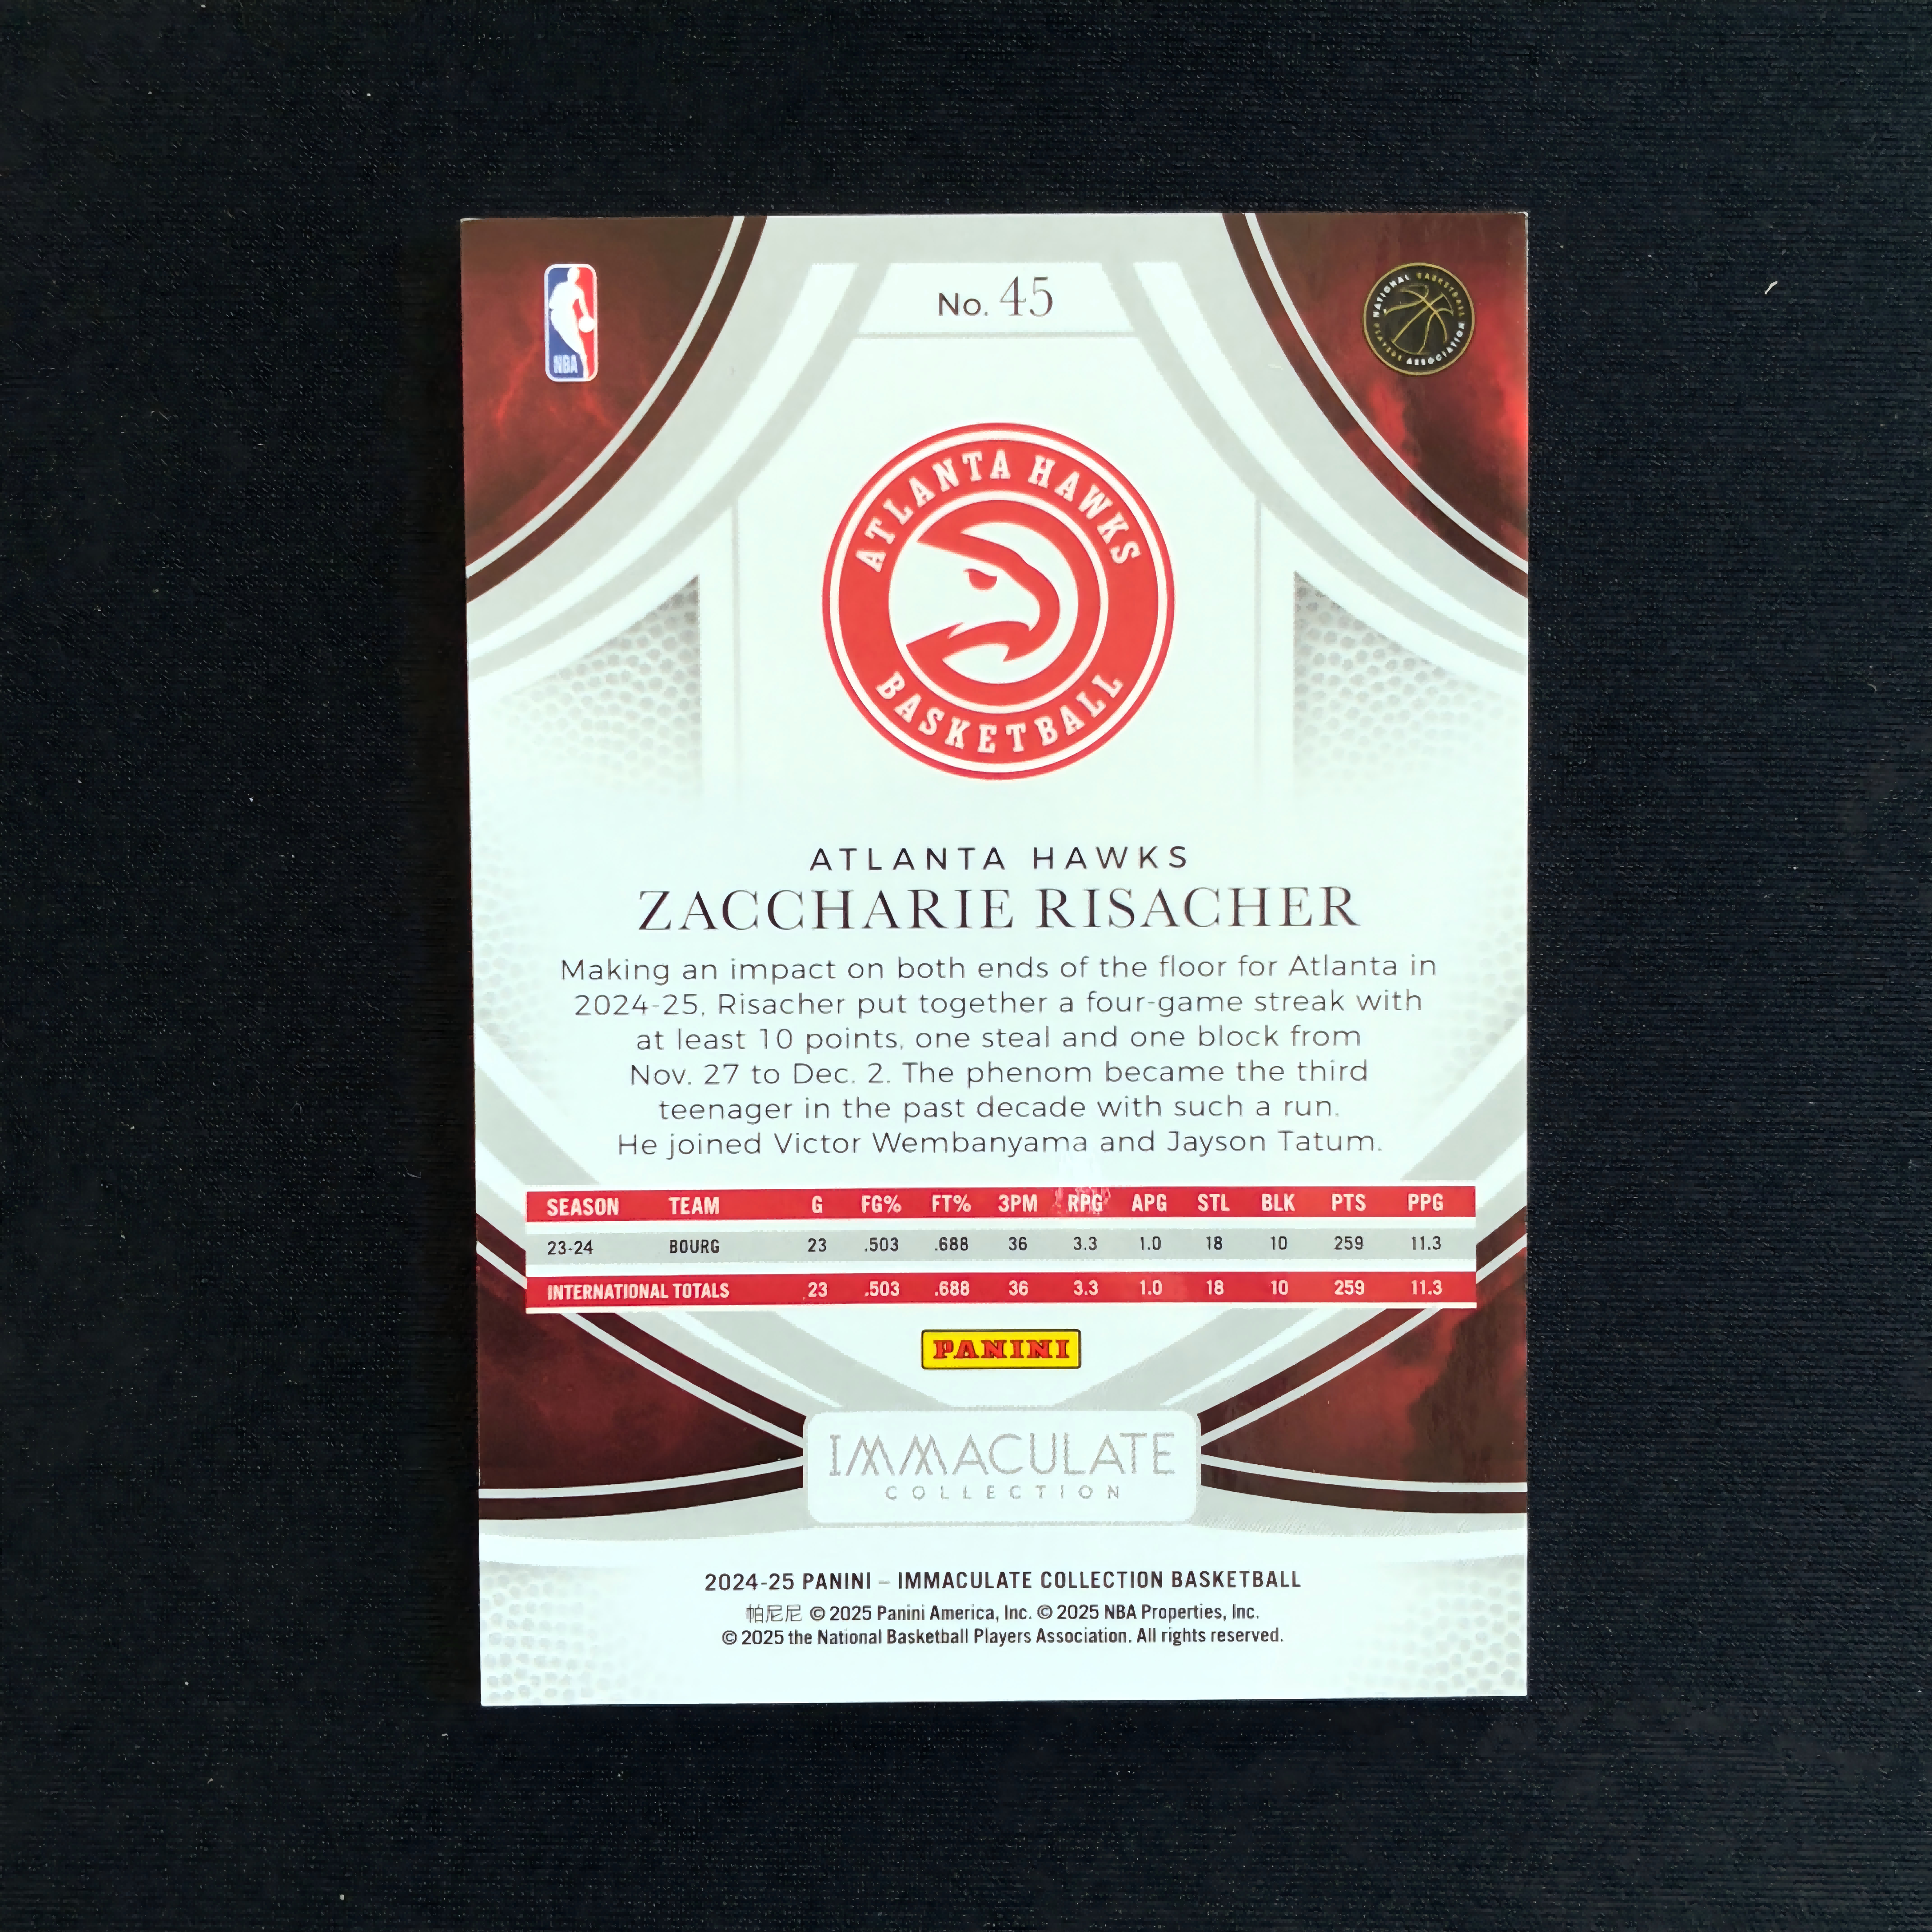 No. 45
NBA
NATIONAL BASKETBALL PLAYERS ASSOCIATION
ATLANTA HAWKS
BASKETBALL
ATLANTA HAWKS
ZACCHARIE RISACHER
Making an impact on both ends of the floor for Atlanta in
2024-25, Risacher put together a four-game streak with
at least 10 points, one steal and one block from
Nov. 27 to Dec. 2. The phenom became the third
teenager in the past decade with such a run.
He joined Victor Wembanyama and Jayson Tatum.
SEASON TEAM G FG% FT% 3PM RPG APG STL BLK PTS PPG
23-24 BOURG 23 .503 .688 36 3.3 1.0 18 10 259 11.3
INTERNATIONAL TOTALS 23 .503 .688 36 3.3 1.0 18 10 259 11.3
PANINI
IMMACULATE
COLLECTION
2024-25 PANINI – IMMACULATE COLLECTION BASKETBALL
帕尼尼 © 2025 Panini America, Inc. © 2025 NBA Properties, Inc.
© 2025 the National Basketball Players Association. All rights reserved.